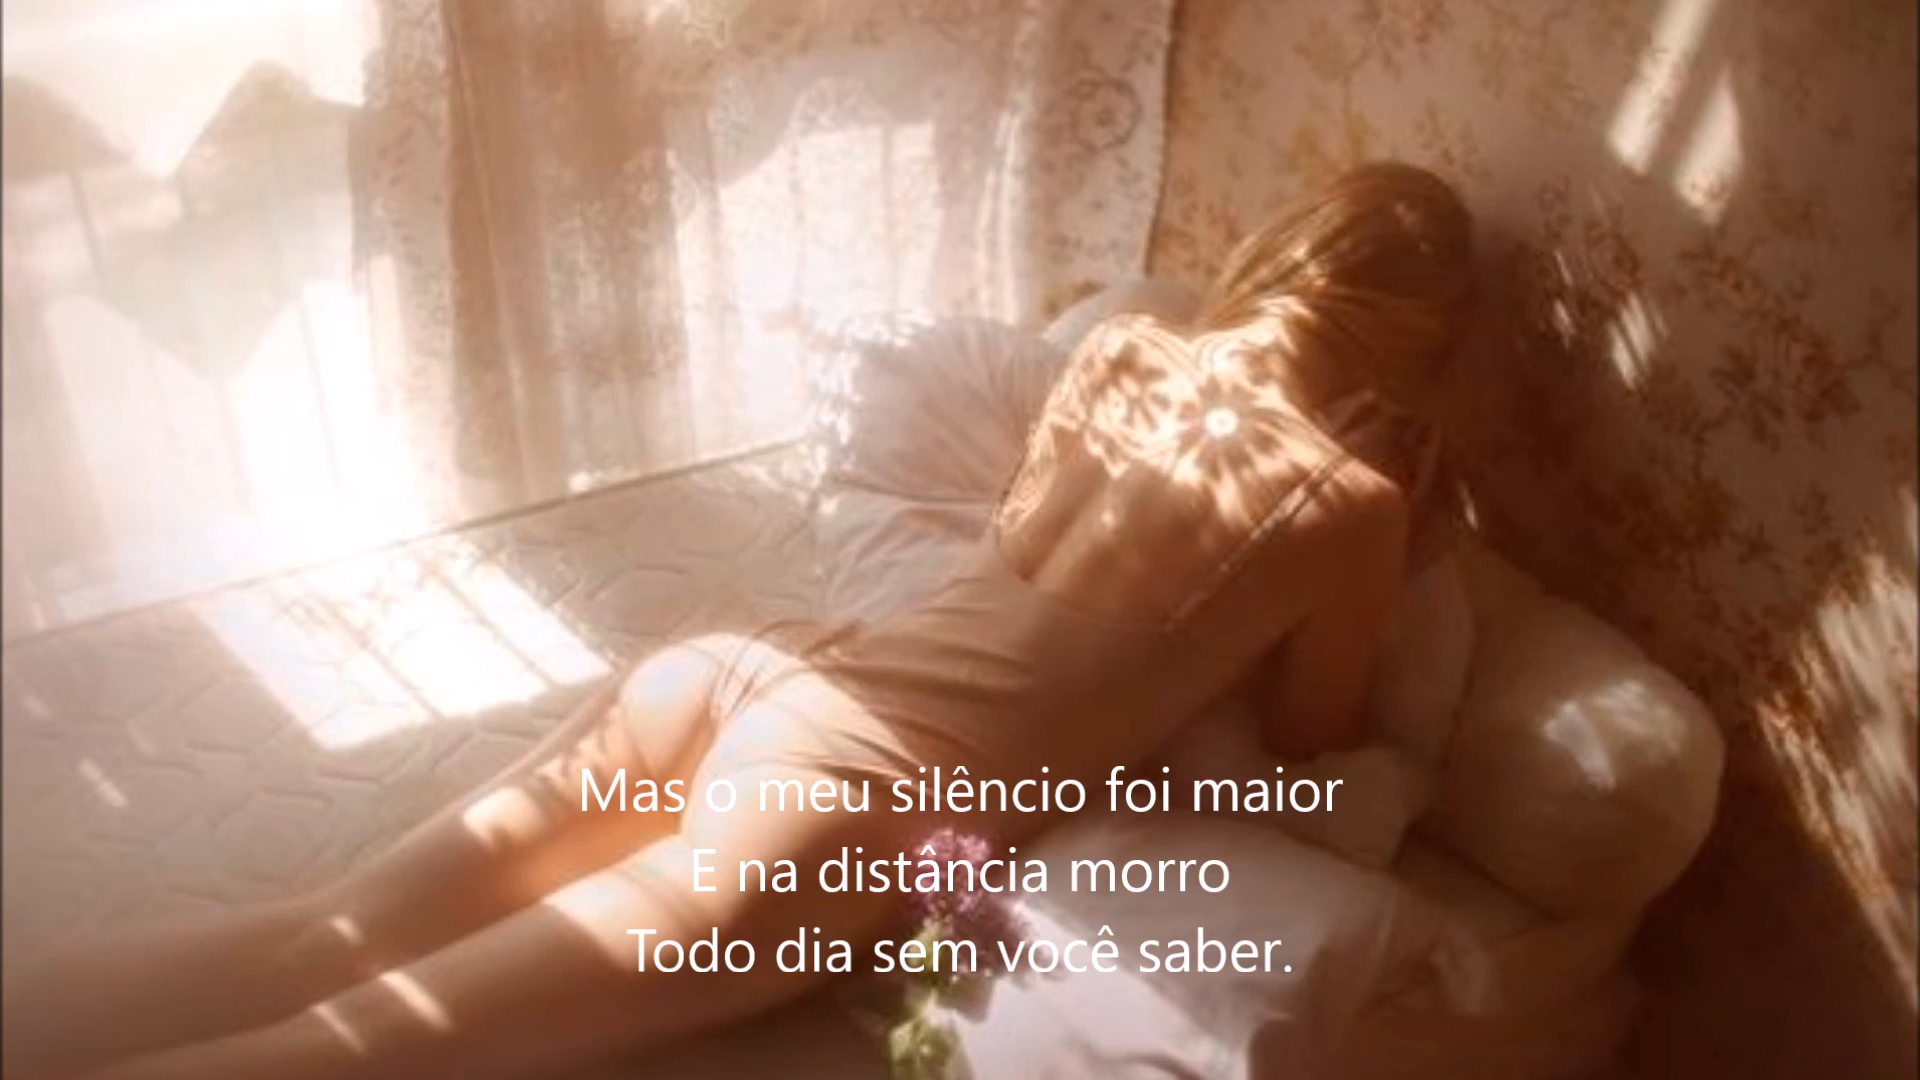 Mas o meu silêncio foi maior
E na distância morro
Todo dia sem você saber.